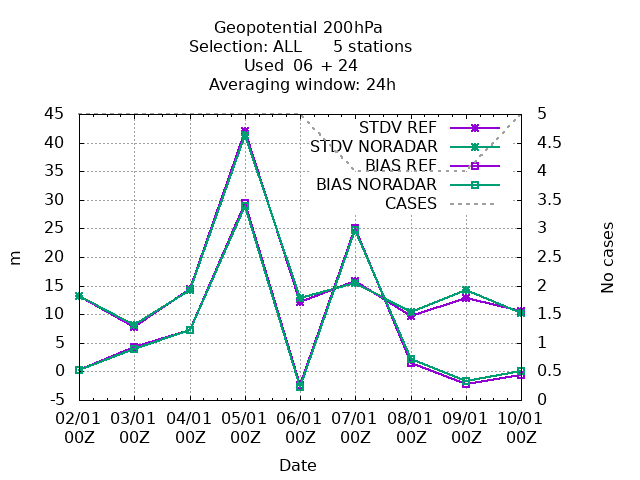 Geopotential 200hPa
Selection: ALL 5 stations
Used 06 + 24
Averaging window: 24h
45 5
40 4.5
35 4
30 3.5
25 3
20 2.5
15 2
10 1.5
5 1
0 0.5
-5 0
STDV REF
STDV NORADAR
BIAS REF
BIAS NORADAR
CASES
m
No cases
02/01 03/01 04/01 05/01 06/01 07/01 08/01 09/01 10/01
00Z 00Z 00Z 00Z 00Z 00Z 00Z 00Z 00Z
Date